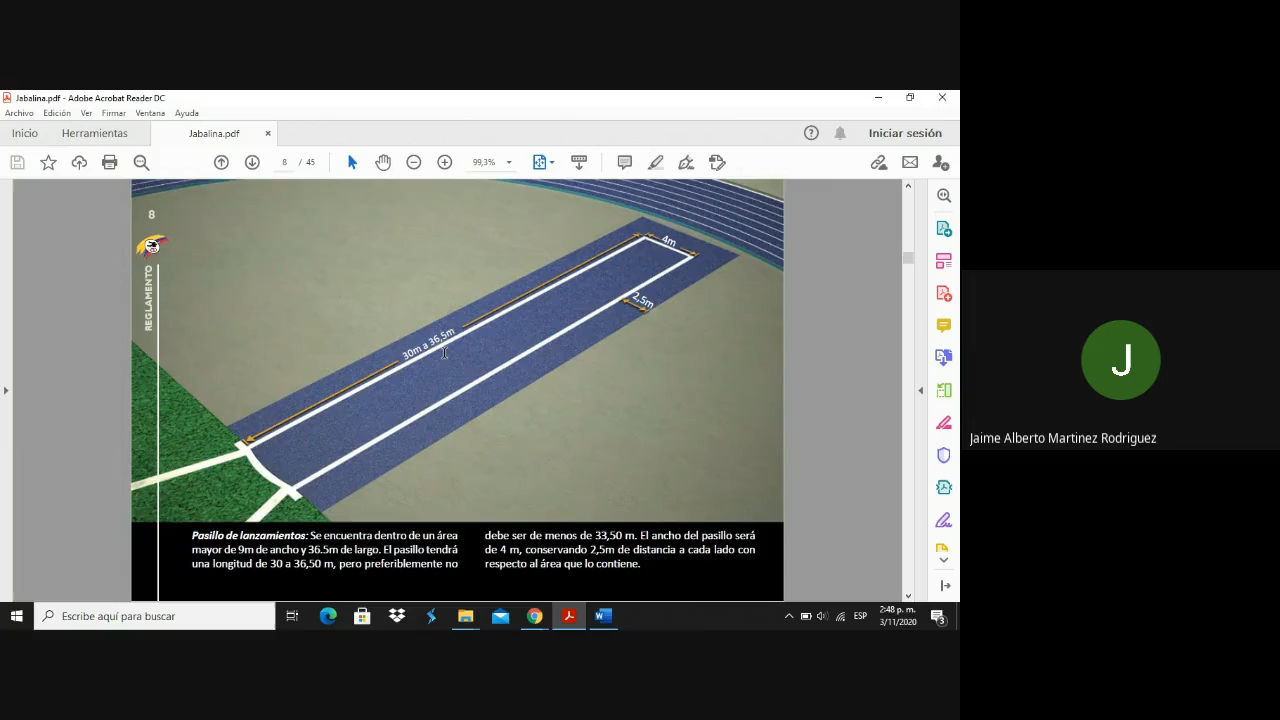 Jabalina.pdf - Adobe Acrobat Reader DC
Archivo Edición Ver Firmar Ventana Ayuda
Inicio Herramientas Jabalina.pdf × Iniciar sesión
8 / 45 99,3%
8
REGLAMENTO
4m
2,5m
30m a 36,5m
Pasillo de lanzamientos: Se encuentra dentro de un área
mayor de 9m de ancho y 36.5m de largo. El pasillo tendrá
una longitud de 30 a 36,50 m, pero preferiblemente no
debe ser de menos de 33,50 m. El ancho del pasillo será
de 4 m, conservando 2,5m de distancia a cada lado con
respecto al área que lo contiene.
J
Jaime Alberto Martinez Rodriguez
Escribe aquí para buscar
ESP
2:48 p. m.
3/11/2020
3